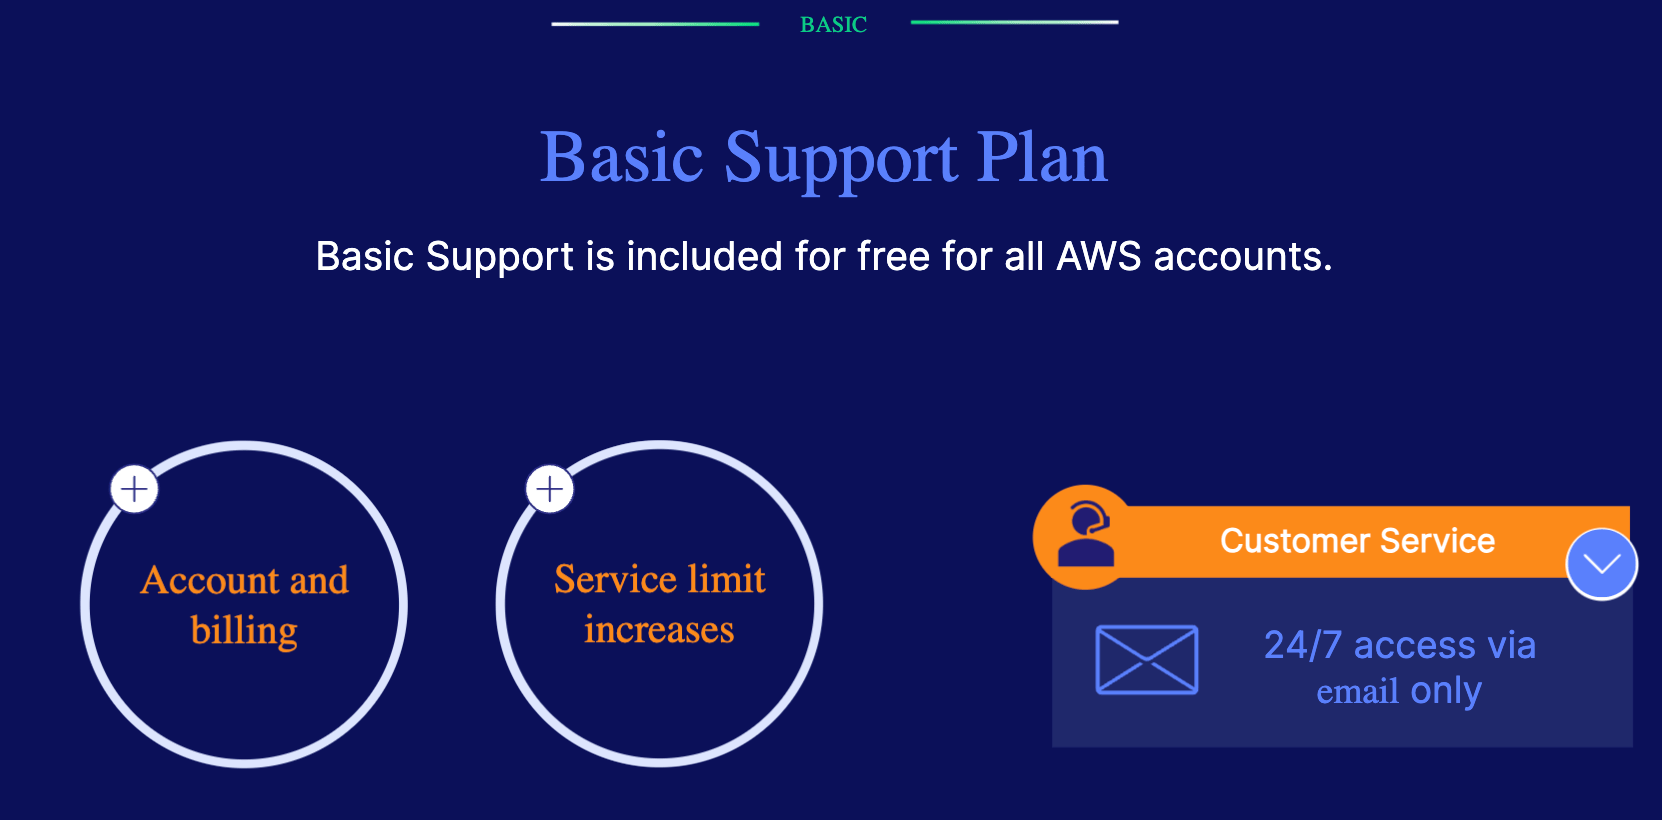 BASIC
Basic Support Plan
Basic Support is included for free for all AWS accounts.
Account and
billing
Service limit
increases
Customer Service
24/7 access via
email only